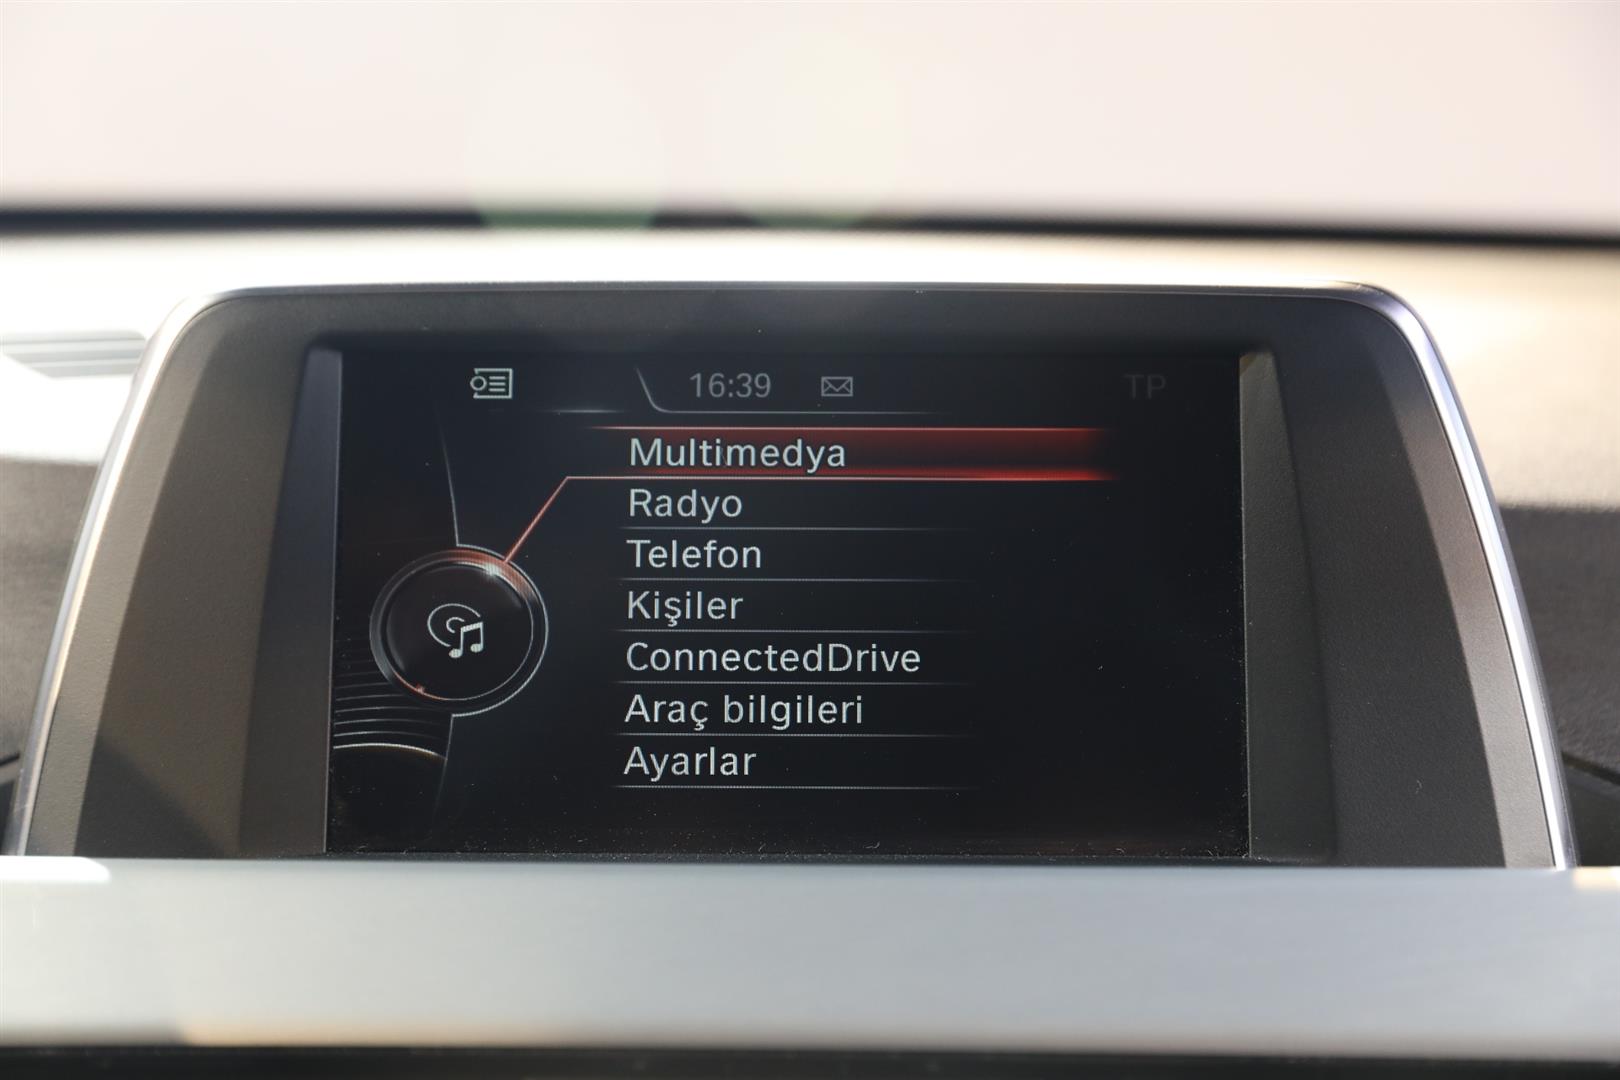 16:39 TP
Multimedya
Radyo
Telefon
Kişiler
ConnectedDrive
Araç bilgileri
Ayarlar